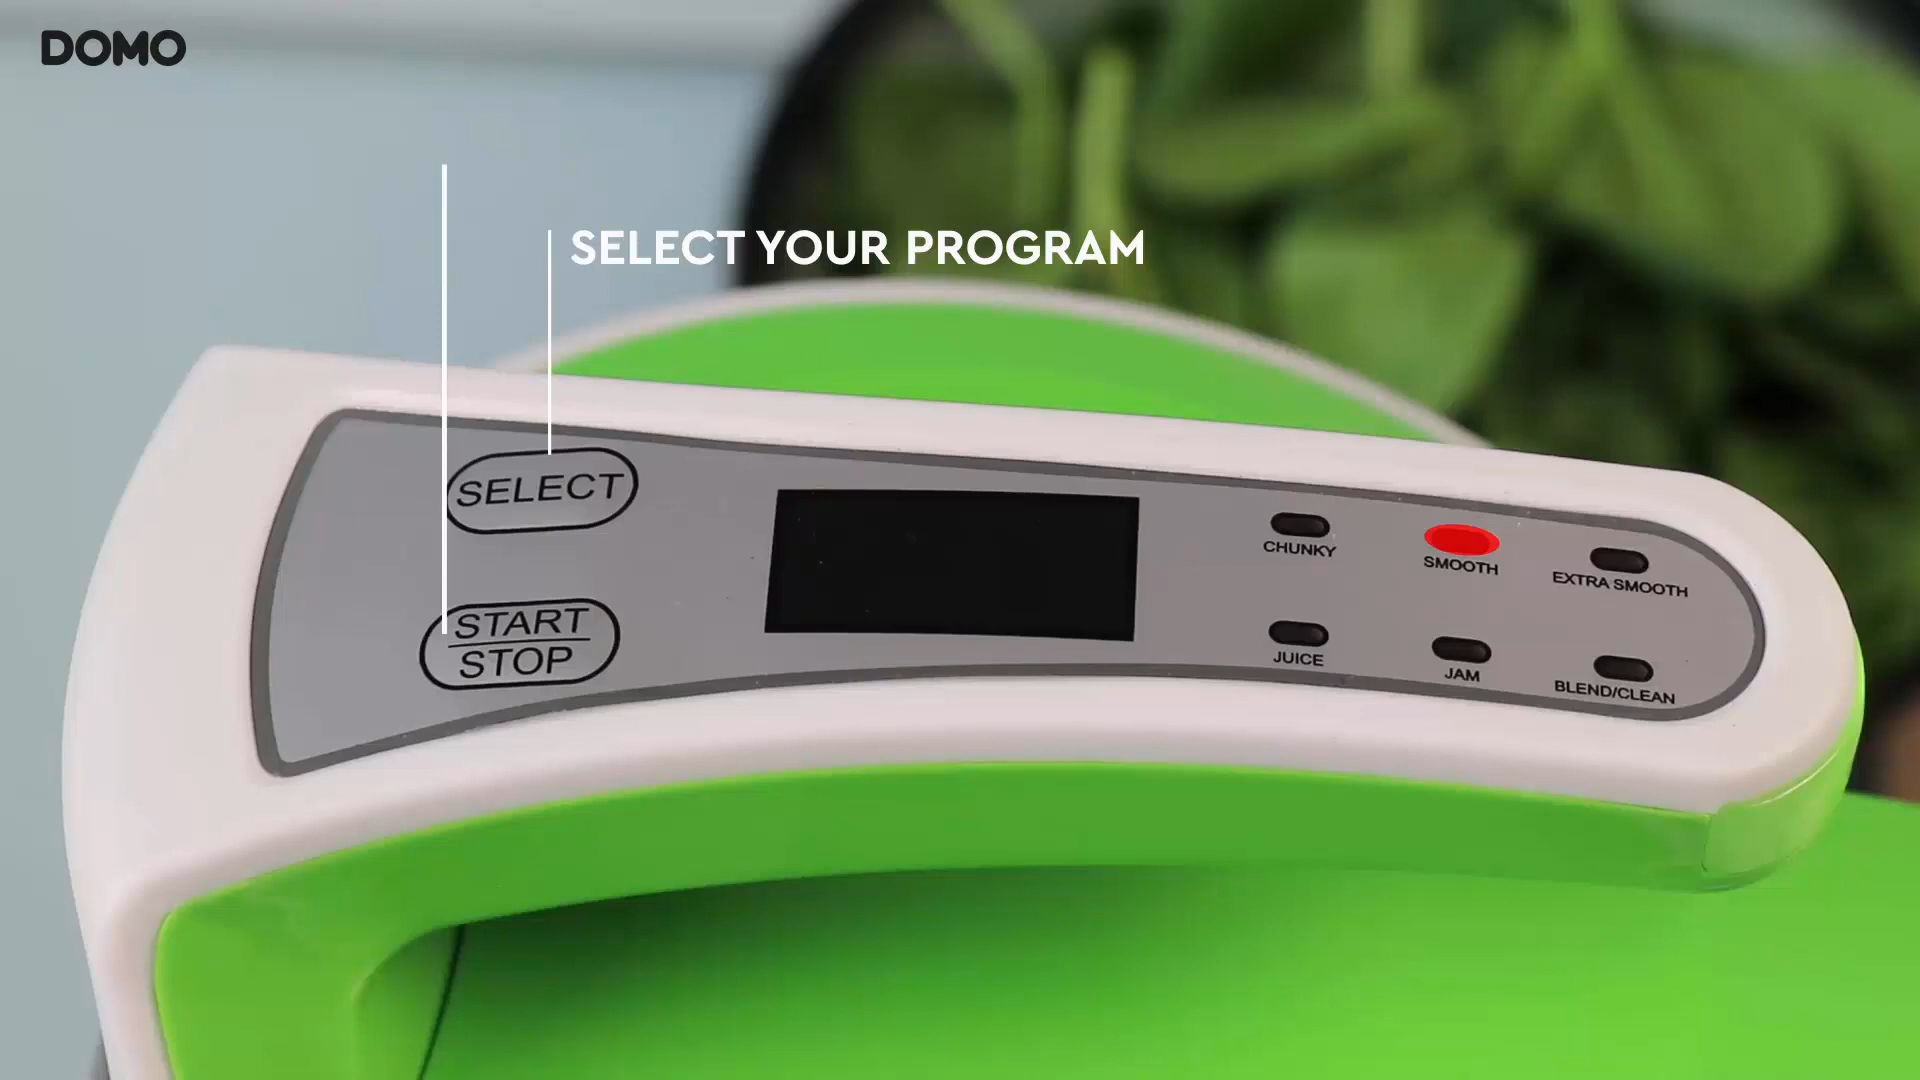 DOMO
SELECT YOUR PROGRAM
SELECT
START
STOP
CHUNKY
SMOOTH
EXTRA SMOOTH
JUICE
JAM
BLEND/CLEAN